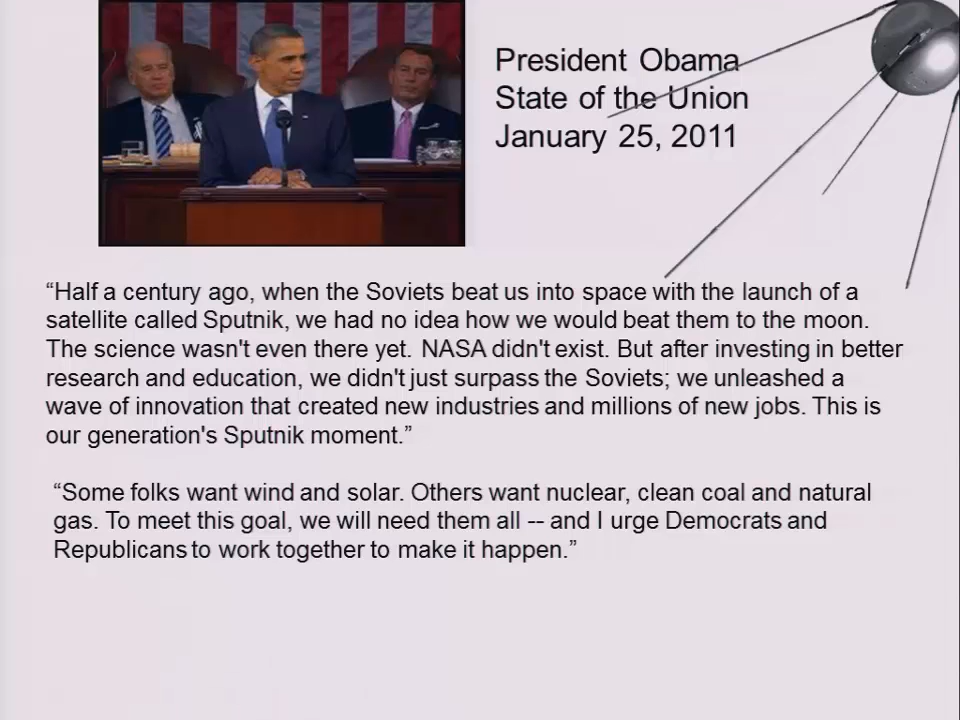 President Obama
State of the Union
January 25, 2011
“Half a century ago, when the Soviets beat us into space with the launch of a
satellite called Sputnik, we had no idea how we would beat them to the moon.
The science wasn't even there yet. NASA didn't exist. But after investing in better
research and education, we didn't just surpass the Soviets; we unleashed a
wave of innovation that created new industries and millions of new jobs. This is
our generation's Sputnik moment.”
“Some folks want wind and solar. Others want nuclear, clean coal and natural
gas. To meet this goal, we will need them all -- and I urge Democrats and
Republicans to work together to make it happen.”